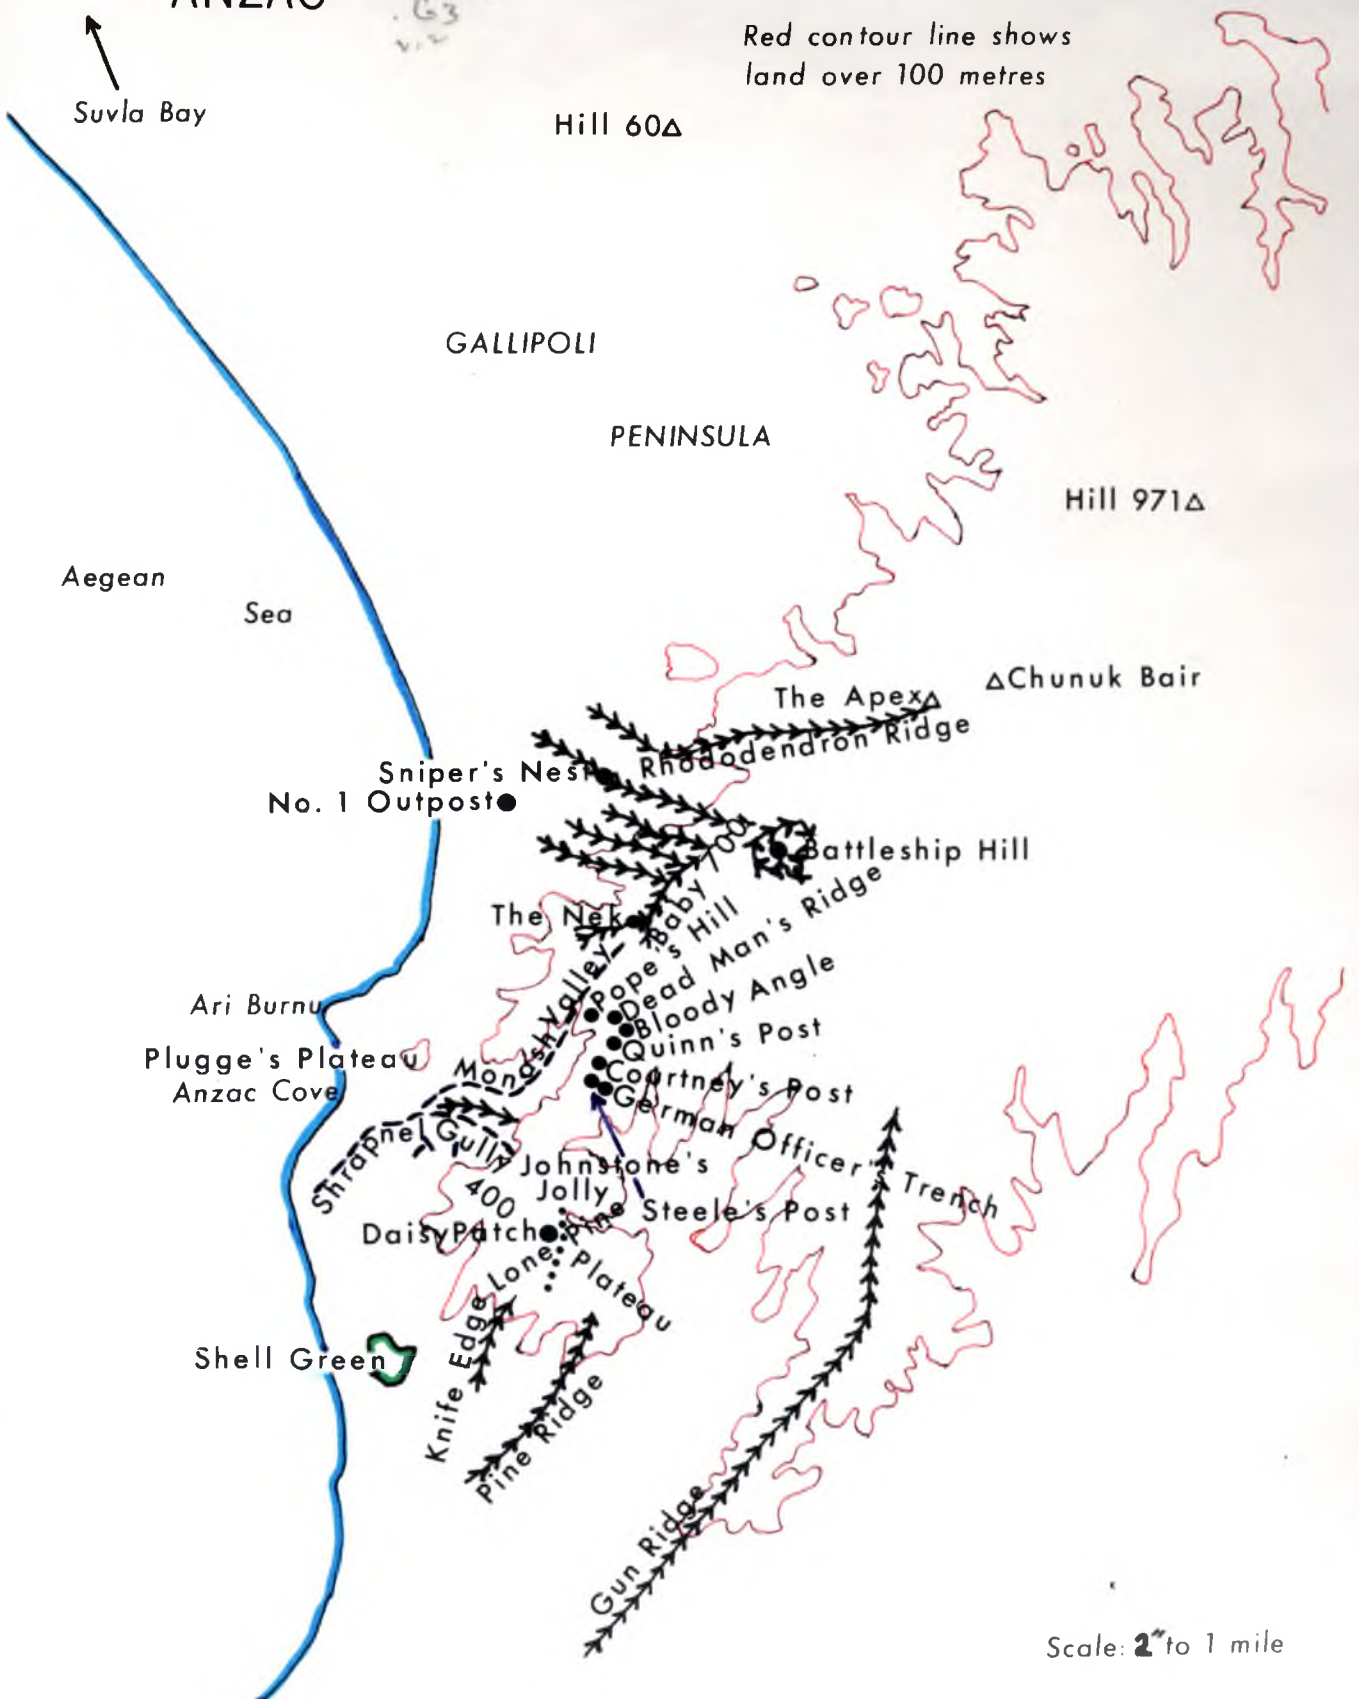 ANZAC
G3
v.2
Red contour line shows
land over 100 metres
Suvla Bay
Hill 60
GALLIPOLI
PENINSULA
Hill 971
Aegean
Sea
Chunuk Bair
The Apex
Rhododendron Ridge
Sniper's Nest
No. 1 Outpost
Battleship Hill
Baby 700
The Nek
Pope's Hill
Dead Man's Ridge
Bloody Angle
Quinn's Post
Courtney's Post
German Officer's Trench
Monash Valley
Ari Burnu
Plugge's Plateau
Anzac Cove
Shrapnel Gully
Johnstone's
Jolly
Steele's Post
400
Daisy Patch
Lone Pine
Plateau
Shell Green
Knife Edge
Pine Ridge
Gun Ridge
Scale: 2" to 1 mile